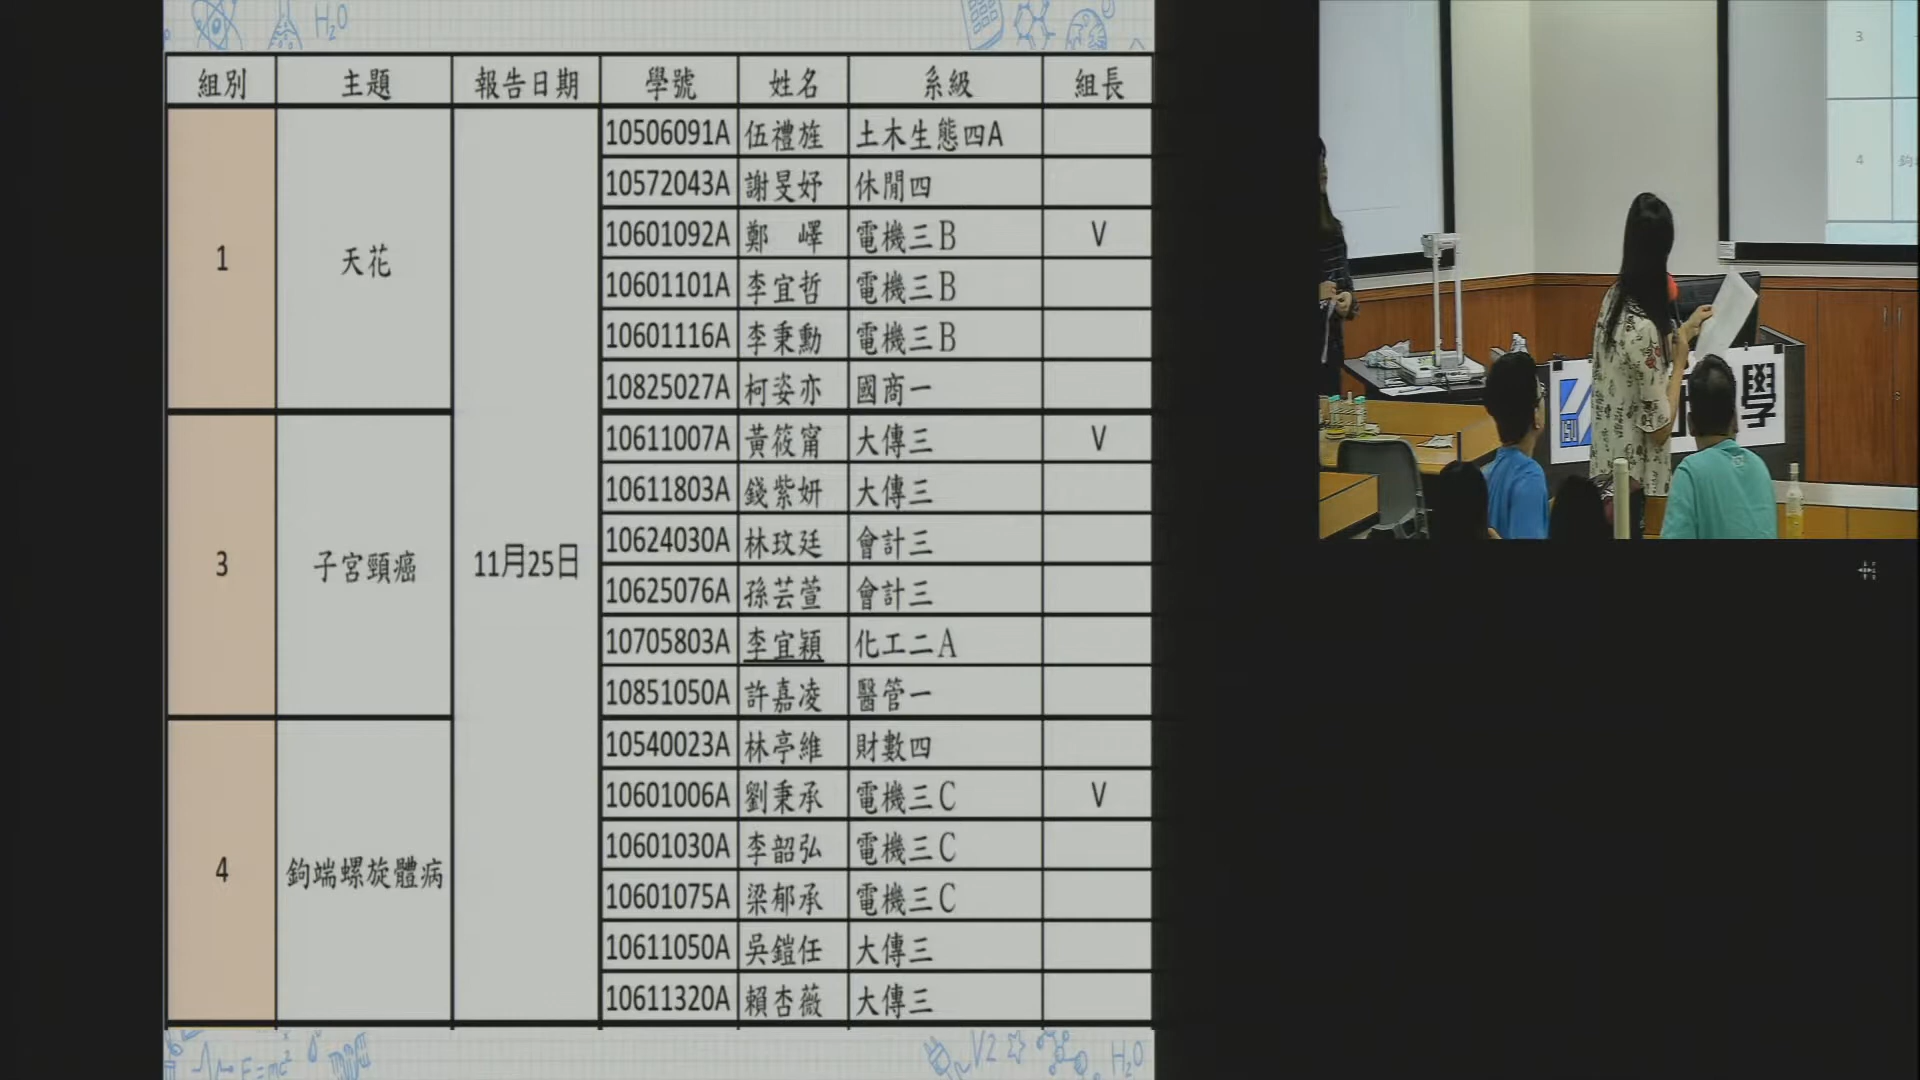 H2O
組別 主題 報告日期 學號 姓名 系級 組長
1 天花 11月25日
10506091A 伍禮旌 土木生態四A
10572043A 謝旻妤 休閒四
10601092A 鄭 嶧 電機三B V
10601101A 李宜哲 電機三B
10601116A 李秉勳 電機三B
10825027A 柯姿亦 國商一
3 子宮頸癌
10611007A 黃筱甯 大傳三 V
10611803A 錢紫妍 大傳三
10624030A 林玟廷 會計三
10625076A 孫芸萱 會計三
10705803A 李宜穎 化工二A
10851050A 許嘉凌 醫管一
4 鉤端螺旋體病
10540023A 林亭維 財數四
10601006A 劉秉承 電機三C V
10601030A 李韶弘 電機三C
10601075A 梁郁承 電機三C
10611050A 吳鎧任 大傳三
10611320A 賴杏薇 大傳三
E=mc2
√2
H2O
3
4 鉤
ISU
學